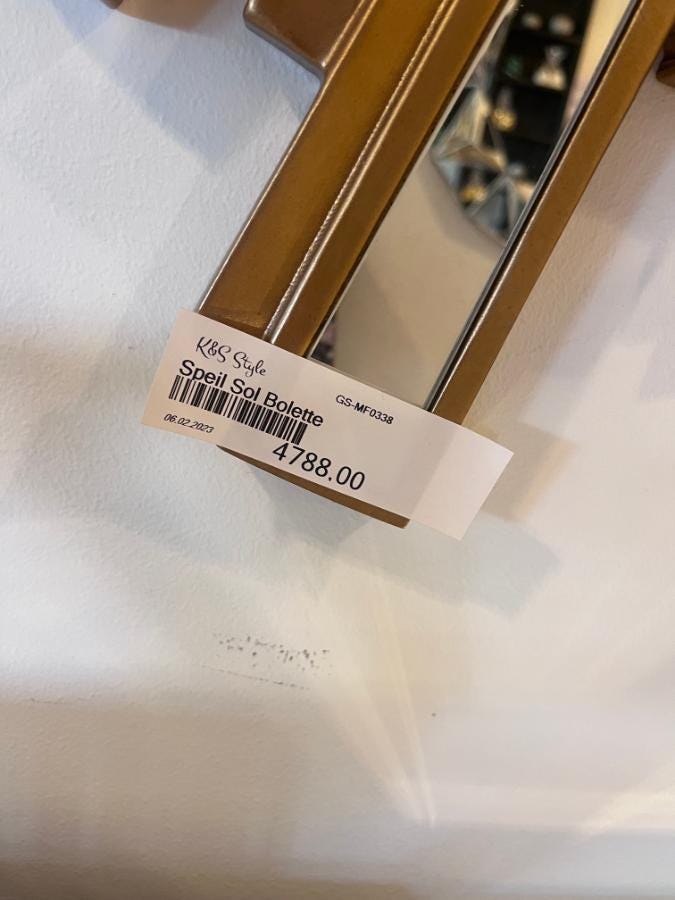 K&S Style
Speil Sol Bolette
GS-MF0338
06.02.2023
4788.00